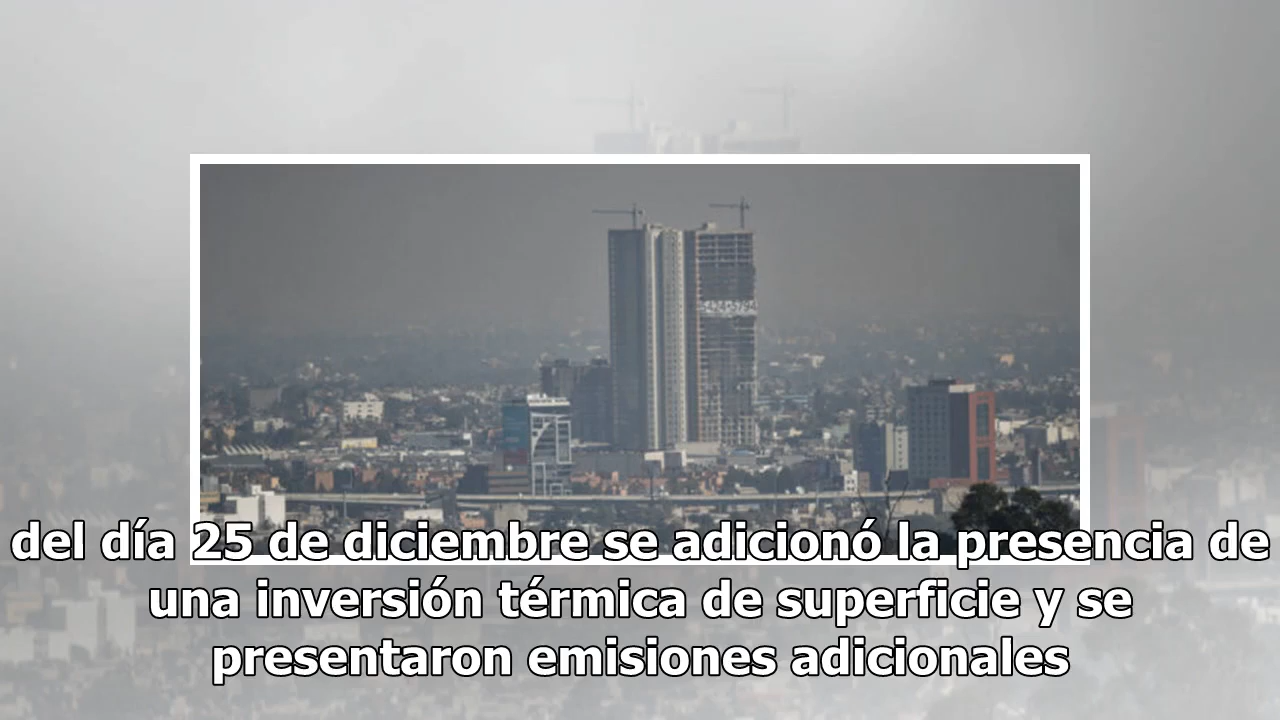 del día 25 de diciembre se adicionó la presencia de
una inversión térmica de superficie y se
presentaron emisiones adicionales